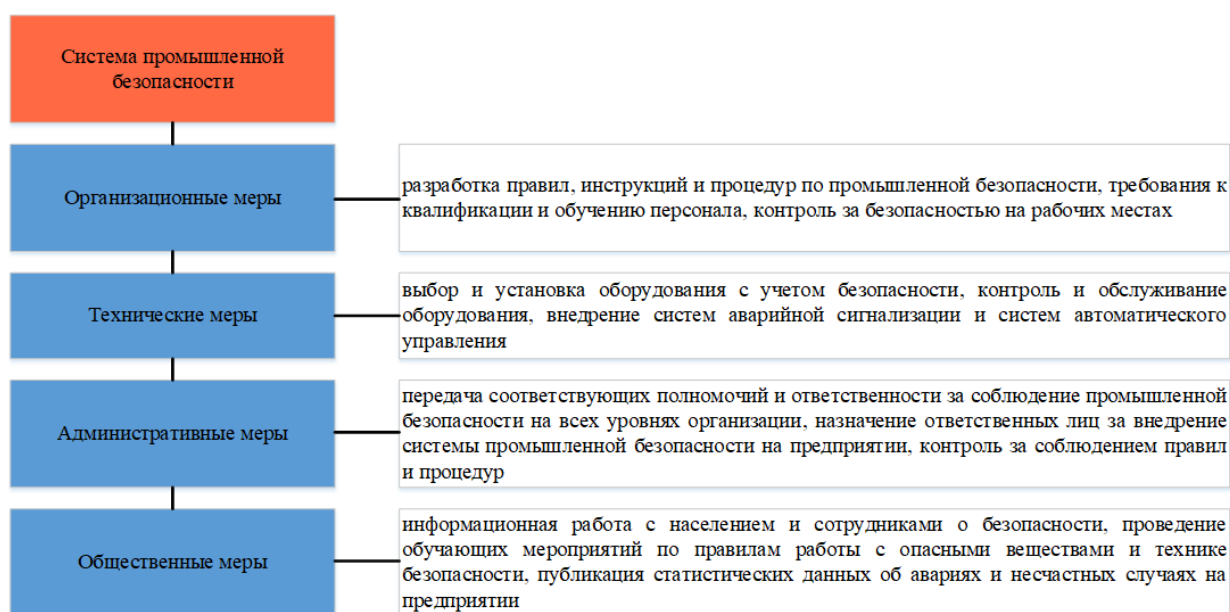 Система промышленной
безопасности
Организационные меры
разработка правил, инструкций и процедур по промышленной безопасности, требования к
квалификации и обучению персонала, контроль за безопасностью на рабочих местах
Технические меры
выбор и установка оборудования с учетом безопасности, контроль и обслуживание
оборудования, внедрение систем аварийной сигнализации и систем автоматического
управления
Административные меры
передача соответствующих полномочий и ответственности за соблюдение промышленной
безопасности на всех уровнях организации, назначение ответственных лиц за внедрение
системы промышленной безопасности на предприятии, контроль за соблюдением правил
и процедур
Общественные меры
информационная работа с населением и сотрудниками о безопасности, проведение
обучающих мероприятий по правилам работы с опасными веществами и технике
безопасности, публикация статистических данных об авариях и несчастных случаях на
предприятии